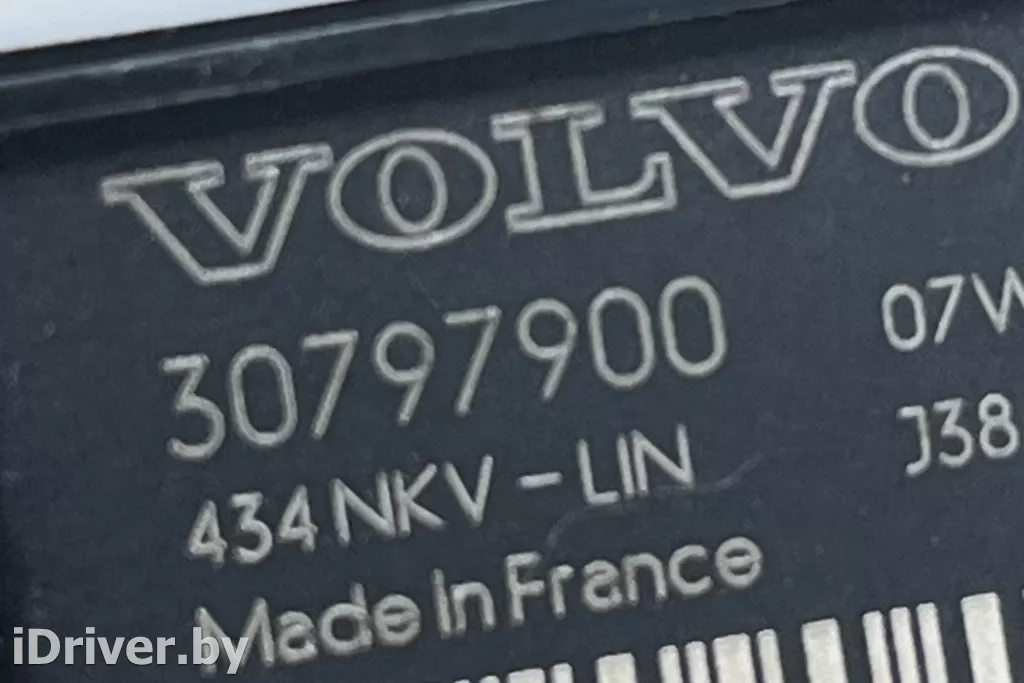 VOLVO
30797900 07W
434NKV-LIN J38
Made In France
iDriver.by